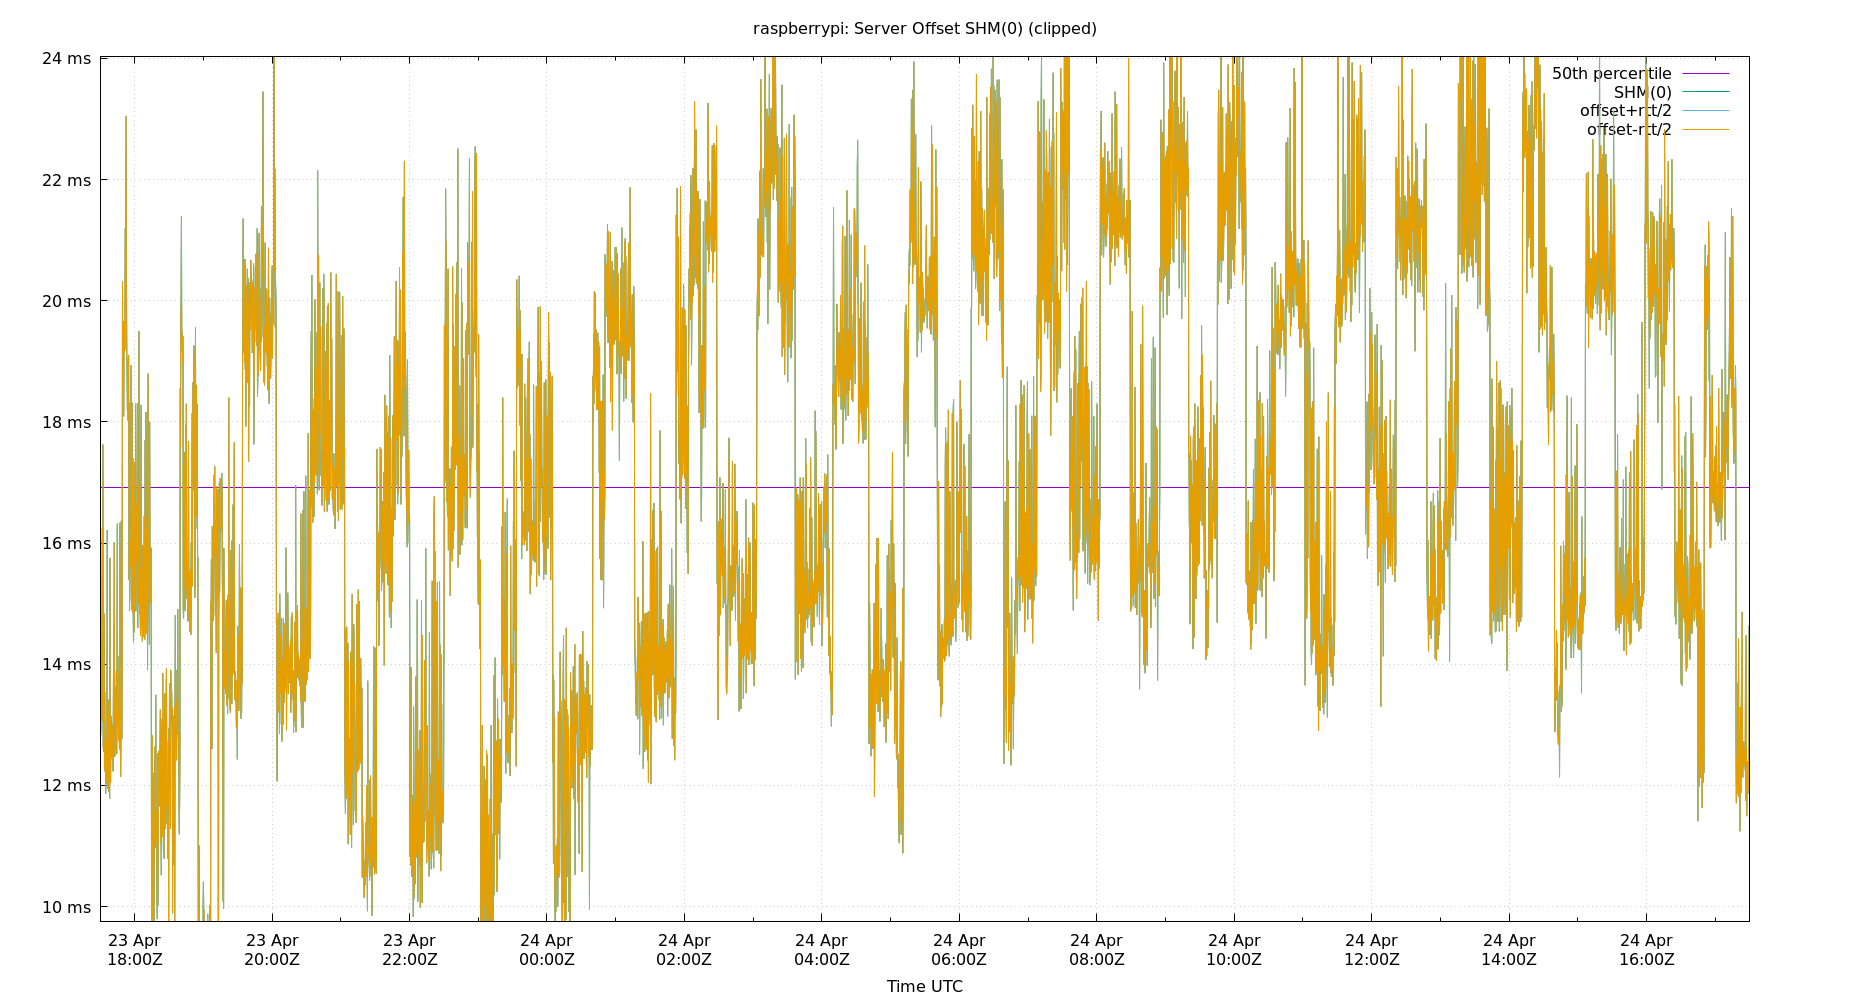 raspberrypi: Server Offset SHM(0) (clipped)
24 ms
22 ms
20 ms
18 ms
16 ms
14 ms
12 ms
10 ms
50th percentile
SHM(0)
offset+rtt/2
offset-rtt/2
23 Apr 23 Apr 23 Apr 24 Apr 24 Apr 24 Apr 24 Apr 24 Apr 24 Apr 24 Apr 24 Apr 24 Apr
18:00Z 20:00Z 22:00Z 00:00Z 02:00Z 04:00Z 06:00Z 08:00Z 10:00Z 12:00Z 14:00Z 16:00Z
Time UTC